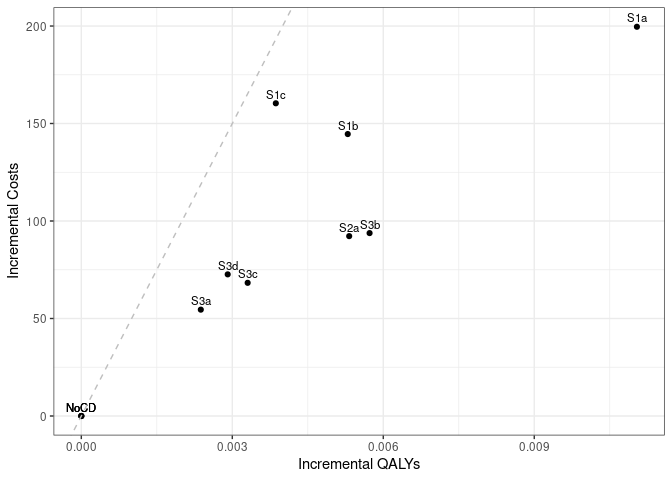 200
S1a
S1c
150
S1b
Incremental Costs
100
S2a
S3b
S3d
S3c
50
S3a
NoCD
0
0.000
0.003
0.006
0.009
Incremental QALYs